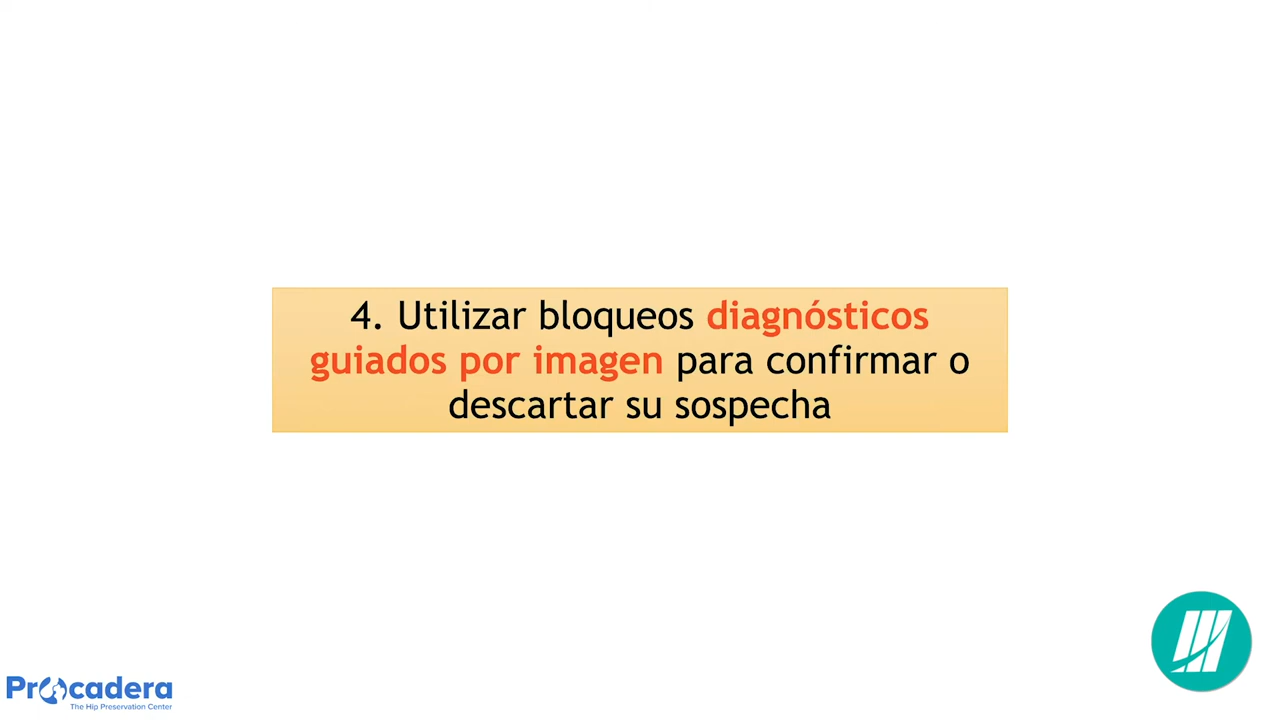 4. Utilizar bloqueos diagnósticos
guiados por imagen para confirmar o
descartar su sospecha
Procadera
The Hip Preservation Center